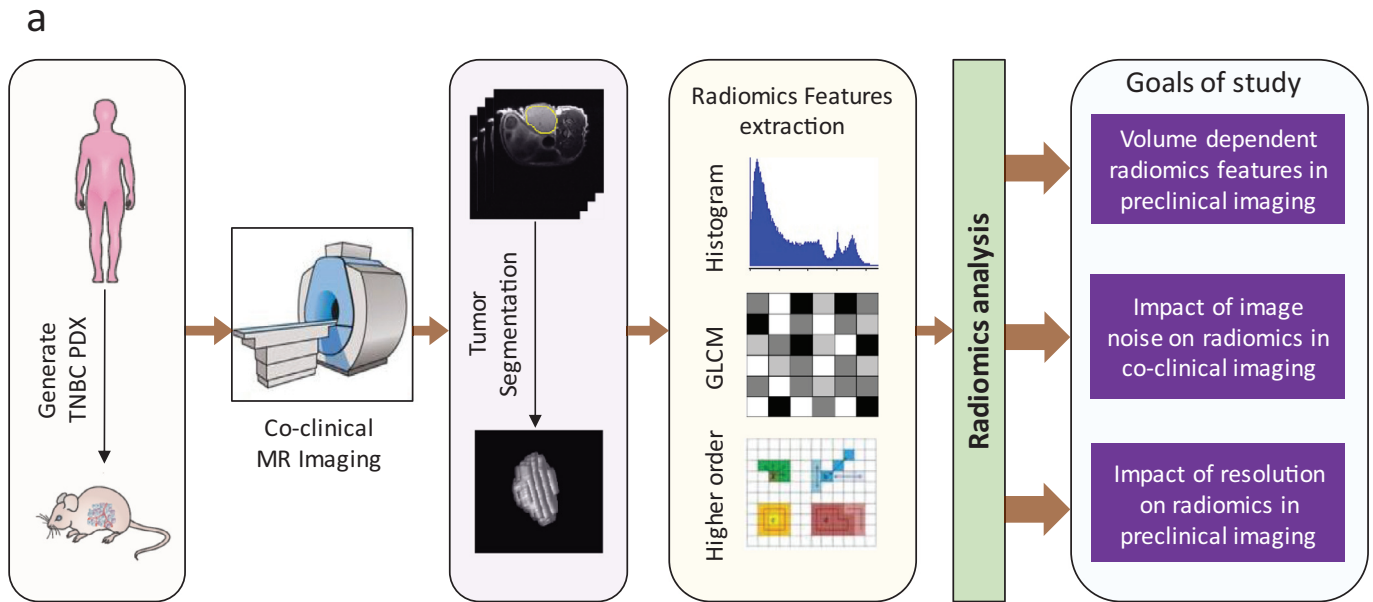 a
Generate
TNBC PDX
Co-clinical
MR Imaging
Tumor
Segmentation
Radiomics Features
extraction
Histogram
GLCM
Higher order
Radiomics analysis
Goals of study
Volume dependent
radiomics features in
preclinical imaging
Impact of image
noise on radiomics in
co-clinical imaging
Impact of resolution
on radiomics in
preclinical imaging